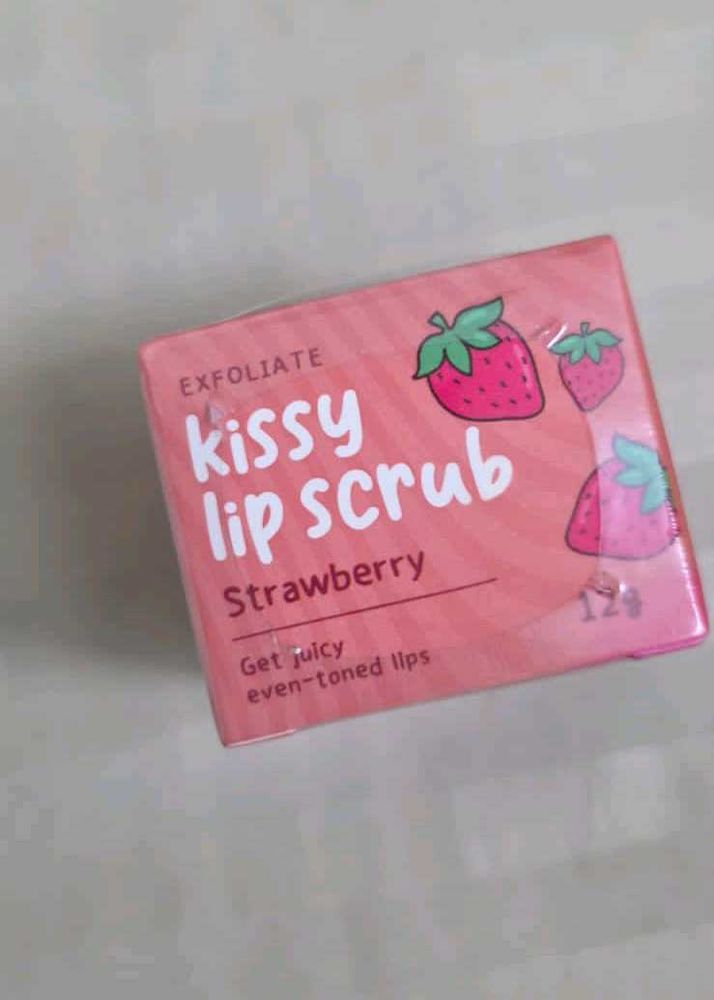 EXFOLIATE
kissy
lip scrub
Strawberry
Get juicy
even-toned lips
12g